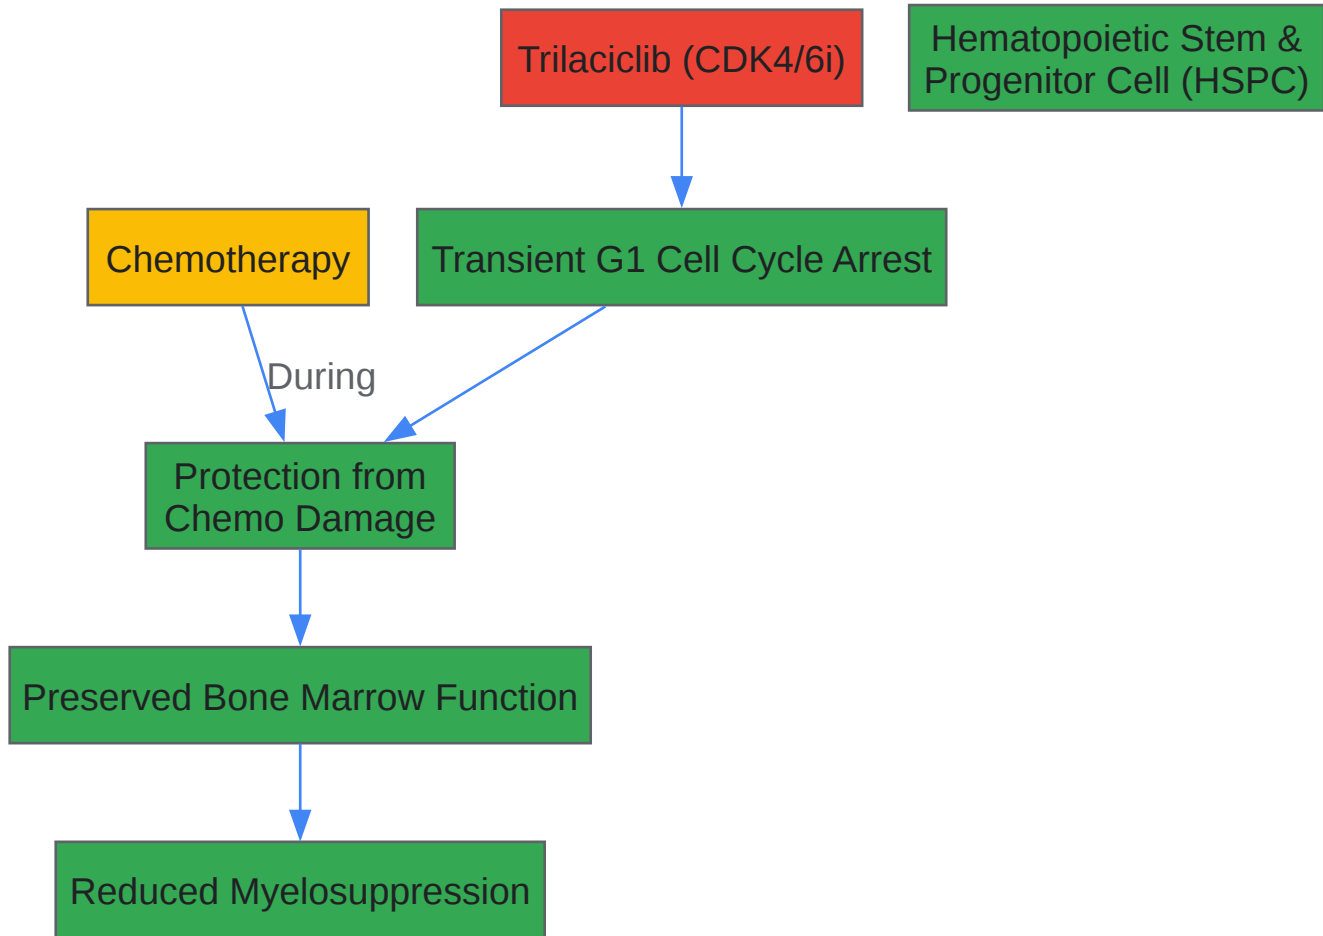 Trilaciclib (CDK4/6i)
Hematopoietic Stem &
Progenitor Cell (HSPC)
Chemotherapy
Transient G1 Cell Cycle Arrest
During
Protection from
Chemo Damage
Preserved Bone Marrow Function
Reduced Myelosuppression